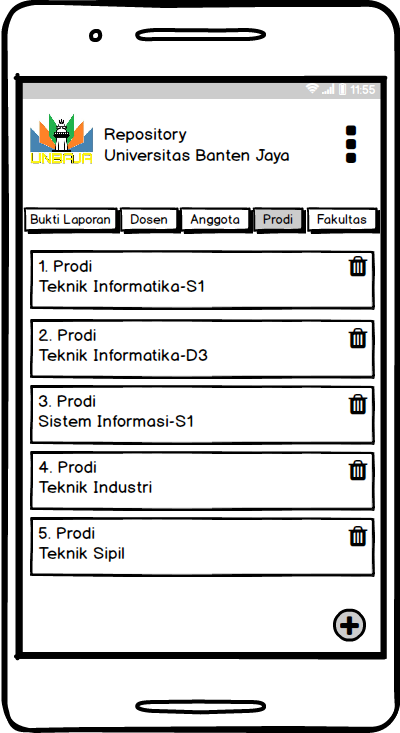 11:55
UNBAJA
Repository
Universitas Banten Jaya
Bukti Laporan Dosen Anggota Prodi Fakultas
1. Prodi
Teknik Informatika-S1
2. Prodi
Teknik Informatika-D3
3. Prodi
Sistem Informasi-S1
4. Prodi
Teknik Industri
5. Prodi
Teknik Sipil